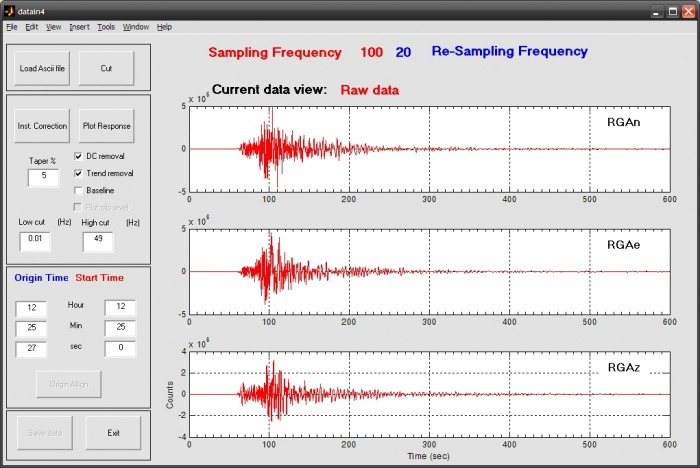 datain4
File Edit View Insert Tools Window Help
Load Ascii file Cut
Sampling Frequency 100 20 Re-Sampling Frequency
Current data view: Raw data
Inst. Correction Plot Response
Taper %
5
DC removal
Trend removal
Baseline
Plot clip level
Low cut (Hz) High cut (Hz)
0.01 49
Origin Time Start Time
12 Hour 12
25 Min 25
27 sec 0
Origin Allign
Save data Exit
x 10^6
5
0
-5
RGAn
0 100 200 300 400 500 600
x 10^6
5
0
-5
RGAe
0 100 200 300 400 500 600
x 10^6
4
2
0
-2
-4
Counts
RGAz
0 100 200 300 400 500 600
Time (sec)